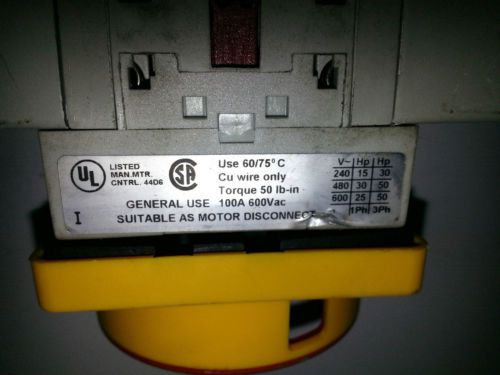 UL
LISTED
MAN.MTR.
CNTRL. 44D6
SA
Use 60/75°C
Cu wire only
Torque 50 lb-in
GENERAL USE 100A 600Vac
I SUITABLE AS MOTOR DISCONNECT
V~ Hp Hp
240 15 30
480 30 50
600 25 50
1Ph 3Ph